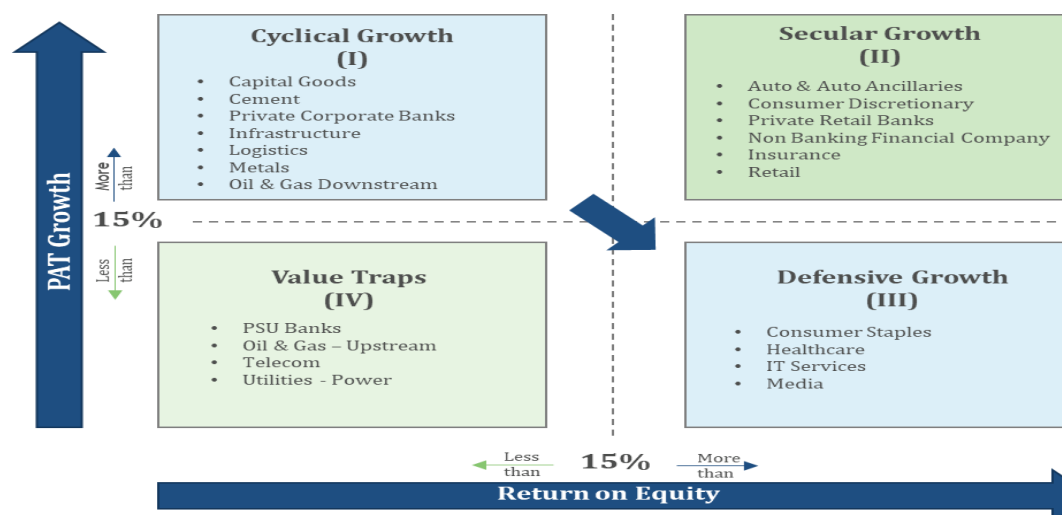 Cyclical Growth
(I)
• Capital Goods
• Cement
• Private Corporate Banks
• Infrastructure
• Logistics
• Metals
• Oil & Gas Downstream
Secular Growth
(II)
• Auto & Auto Ancillaries
• Consumer Discretionary
• Private Retail Banks
• Non Banking Financial Company
• Insurance
• Retail
PAT Growth
More
than
15%
Less
than
Value Traps
(IV)
• PSU Banks
• Oil & Gas – Upstream
• Telecom
• Utilities - Power
Defensive Growth
(III)
• Consumer Staples
• Healthcare
• IT Services
• Media
Less
than
15%
More
than
Return on Equity